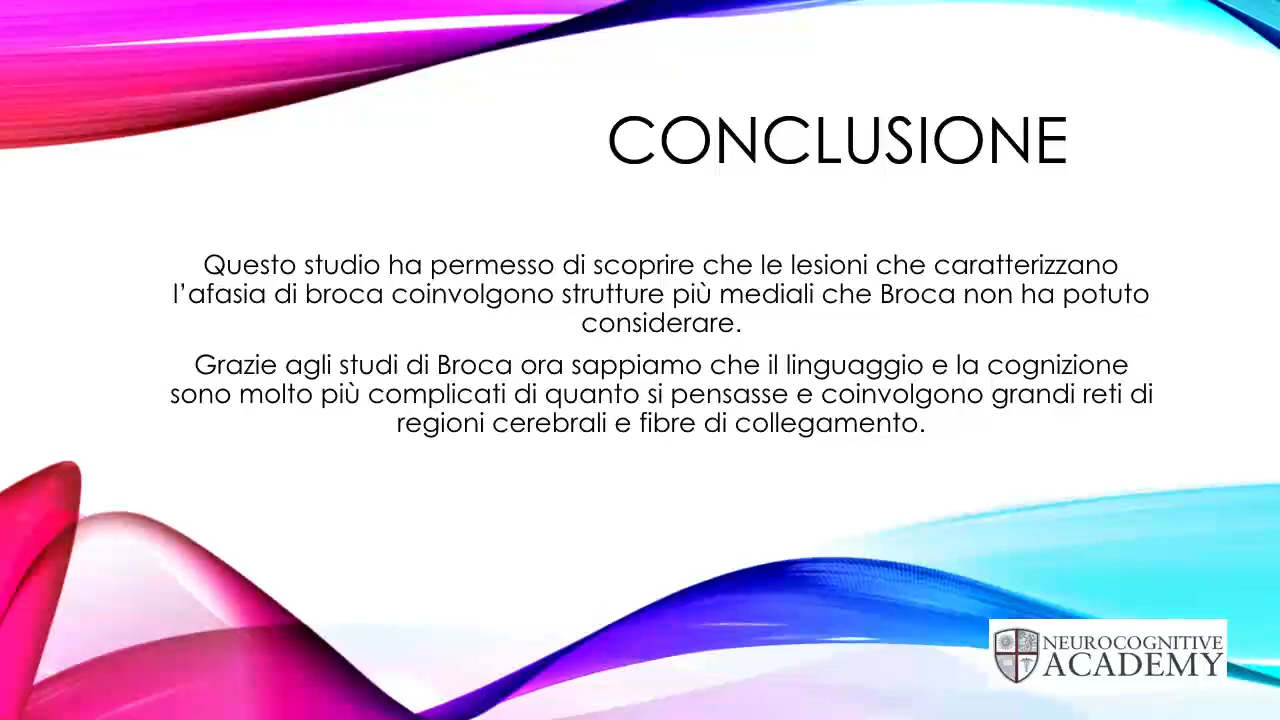 CONCLUSIONE
Questo studio ha permesso di scoprire che le lesioni che caratterizzano
l’afasia di broca coinvolgono strutture più mediali che Broca non ha potuto
considerare.
Grazie agli studi di Broca ora sappiamo che il linguaggio e la cognizione
sono molto più complicati di quanto si pensasse e coinvolgono grandi reti di
regioni cerebrali e fibre di collegamento.
NEUROCOGNITIVE
ACADEMY